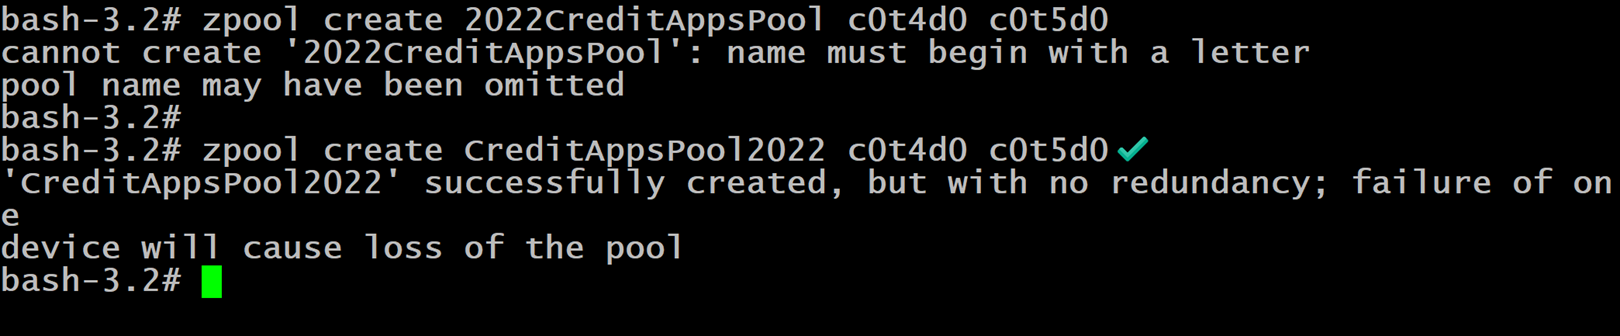 bash-3.2# zpool create 2022CreditAppsPool c0t4d0 c0t5d0
cannot create '2022CreditAppsPool': name must begin with a letter
pool name may have been omitted
bash-3.2#
bash-3.2# zpool create CreditAppsPool2022 c0t4d0 c0t5d0
'CreditAppsPool2022' successfully created, but with no redundancy; failure of on
e
device will cause loss of the pool
bash-3.2#